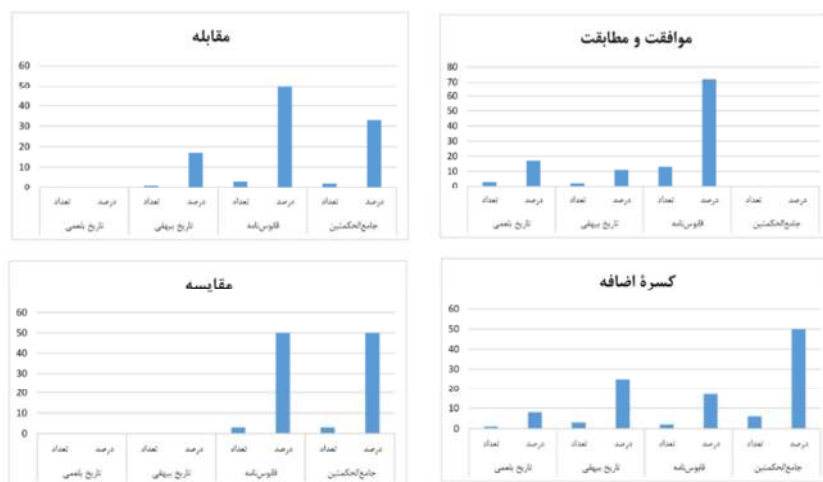 موافقت و مطابقت
80
70
60
50
40
30
20
10
0
تعداد درصد تعداد درصد تعداد درصد تعداد درصد
تاریخ بلعمی تاریخ بیهقی قابوس‌نامه جامع‌الحکمتین
مقابله
60
50
40
30
20
10
0
تعداد درصد تعداد درصد تعداد درصد تعداد درصد
تاریخ بلعمی تاریخ بیهقی قابوس‌نامه جامع‌الحکمتین
کسرهٔ اضافه
60
50
40
30
20
10
0
تعداد درصد تعداد درصد تعداد درصد تعداد درصد
تاریخ بلعمی تاریخ بیهقی قابوس‌نامه جامع‌الحکمتین
مقایسه
60
50
40
30
20
10
0
تعداد درصد تعداد درصد تعداد درصد تعداد درصد
تاریخ بلعمی تاریخ بیهقی قابوس‌نامه جامع‌الحکمتین